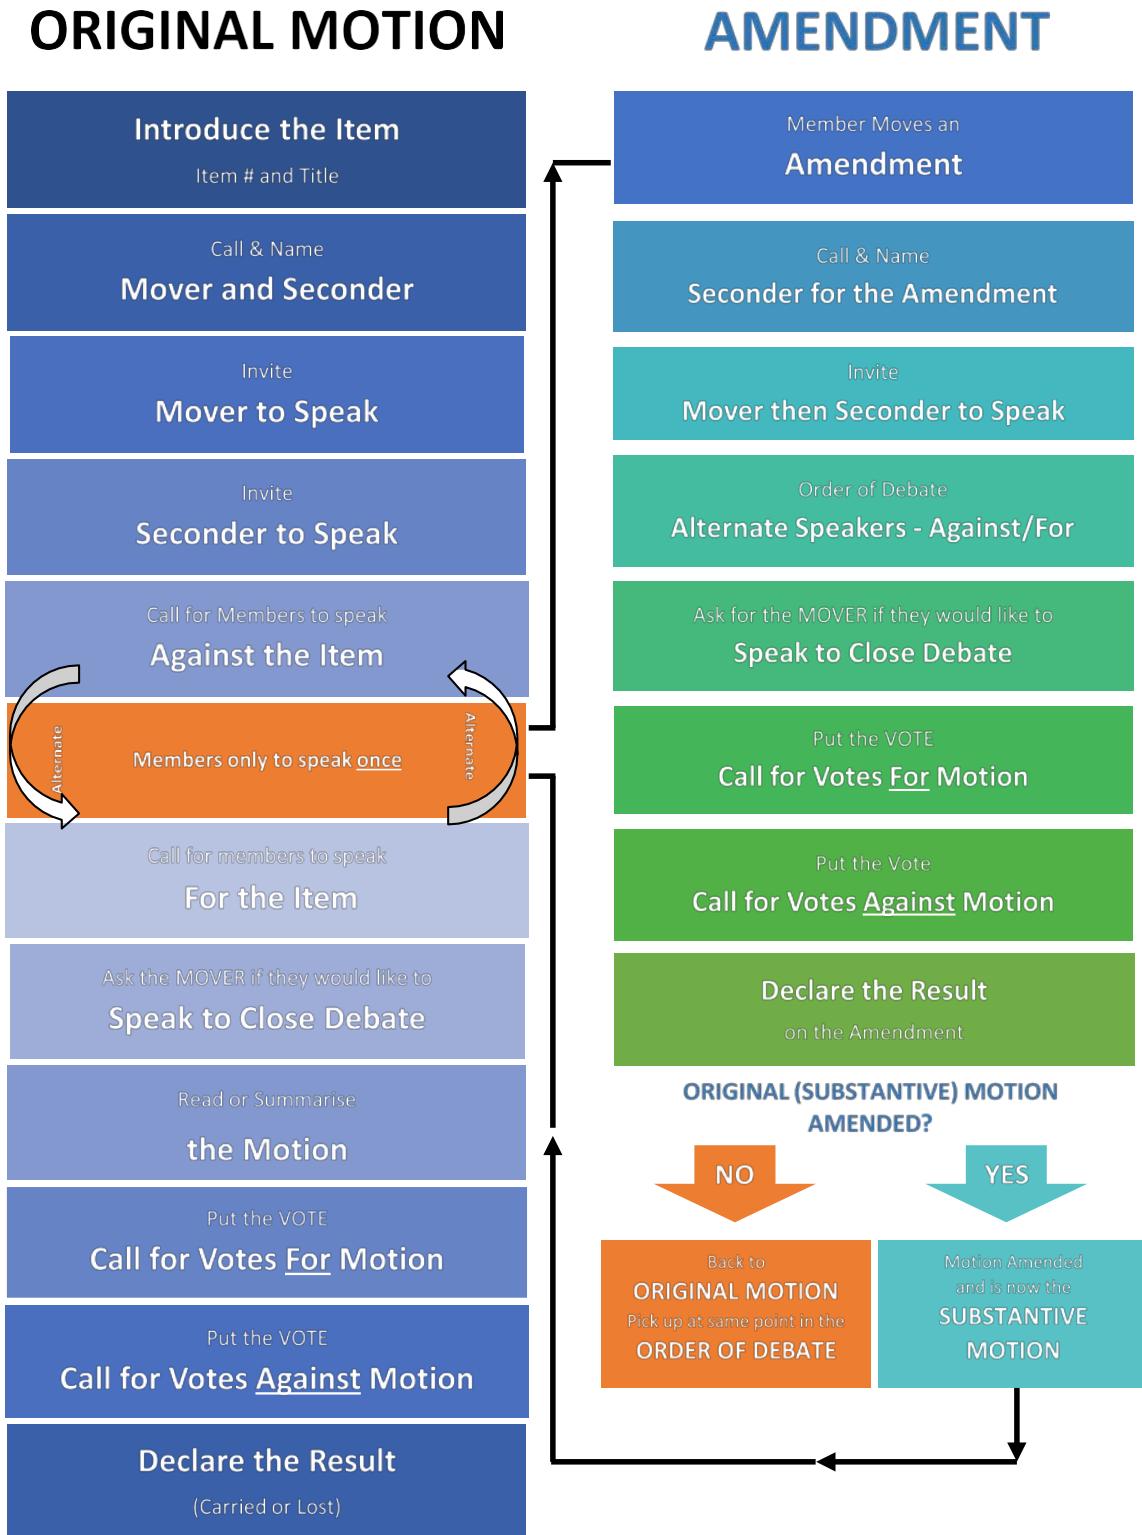 ORIGINAL MOTION
Introduce the Item
Item # and Title
Call & Name
Mover and Seconder
Invite
Mover to Speak
Invite
Seconder to Speak
Call for Members to speak
Against the Item
Alternate
Members only to speak once
Alternate
Call for members to speak
For the Item
Ask the MOVER if they would like to
Speak to Close Debate
Read or Summarise
the Motion
Put the VOTE
Call for Votes For Motion
Put the VOTE
Call for Votes Against Motion
Declare the Result
(Carried or Lost)
AMENDMENT
Member Moves an
Amendment
Call & Name
Seconder for the Amendment
Invite
Mover then Seconder to Speak
Order of Debate
Alternate Speakers - Against/For
Ask for the MOVER if they would like to
Speak to Close Debate
Put the VOTE
Call for Votes For Motion
Put the Vote
Call for Votes Against Motion
Declare the Result
on the Amendment
ORIGINAL (SUBSTANTIVE) MOTION
AMENDED?
NO
YES
Back to
ORIGINAL MOTION
Pick up at same point in the
ORDER OF DEBATE
Motion Amended
and is now the
SUBSTANTIVE
MOTION